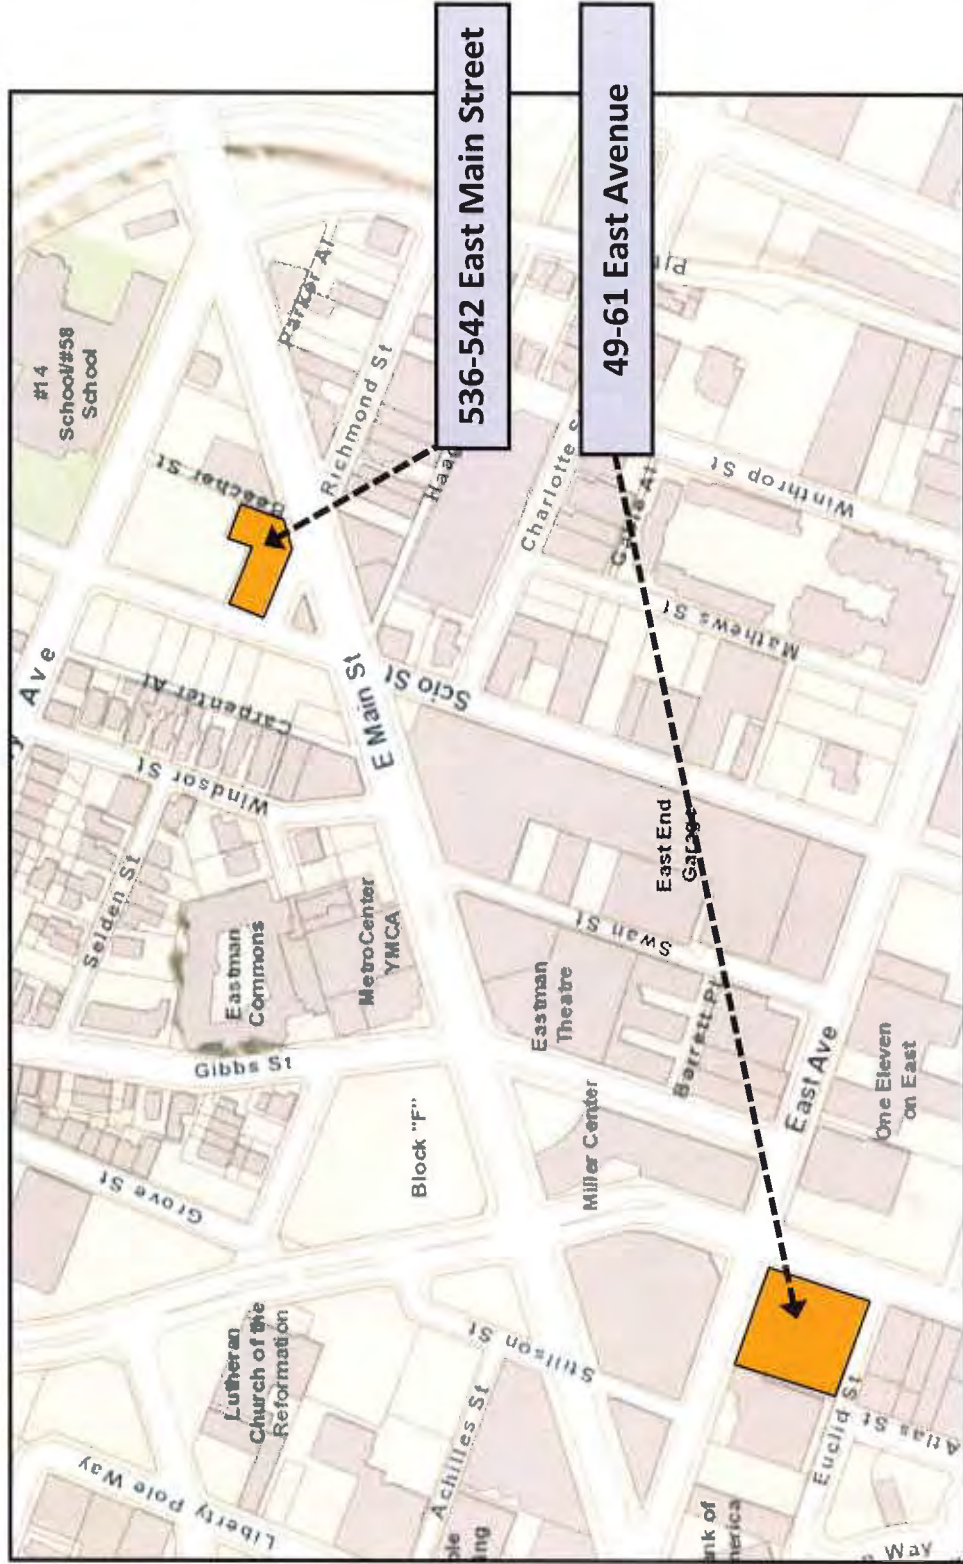 #14
School/#58
School
Ave
Liberty Pole Way
Grove St
Selden St
Windsor St
Carpenter Al
Beecher St
Parker Al
Lutheran
Church of the
Reformation
Gibbs St
Eastman
Commons
MetroCenter
YMCA
E Main St
Richmond St
Block "F"
Achilles St
Stillson St
Scio St
536-542 East Main Street
Eastman
Theatre
Miller Center
Swan St
Charlotte S
49-61 East Avenue
East End
Garage
Barrett Pl
Mathews St
Winthrop St
nk of
erica
East Ave
One Eleven
on East
Euclid St
Atlas St
Way